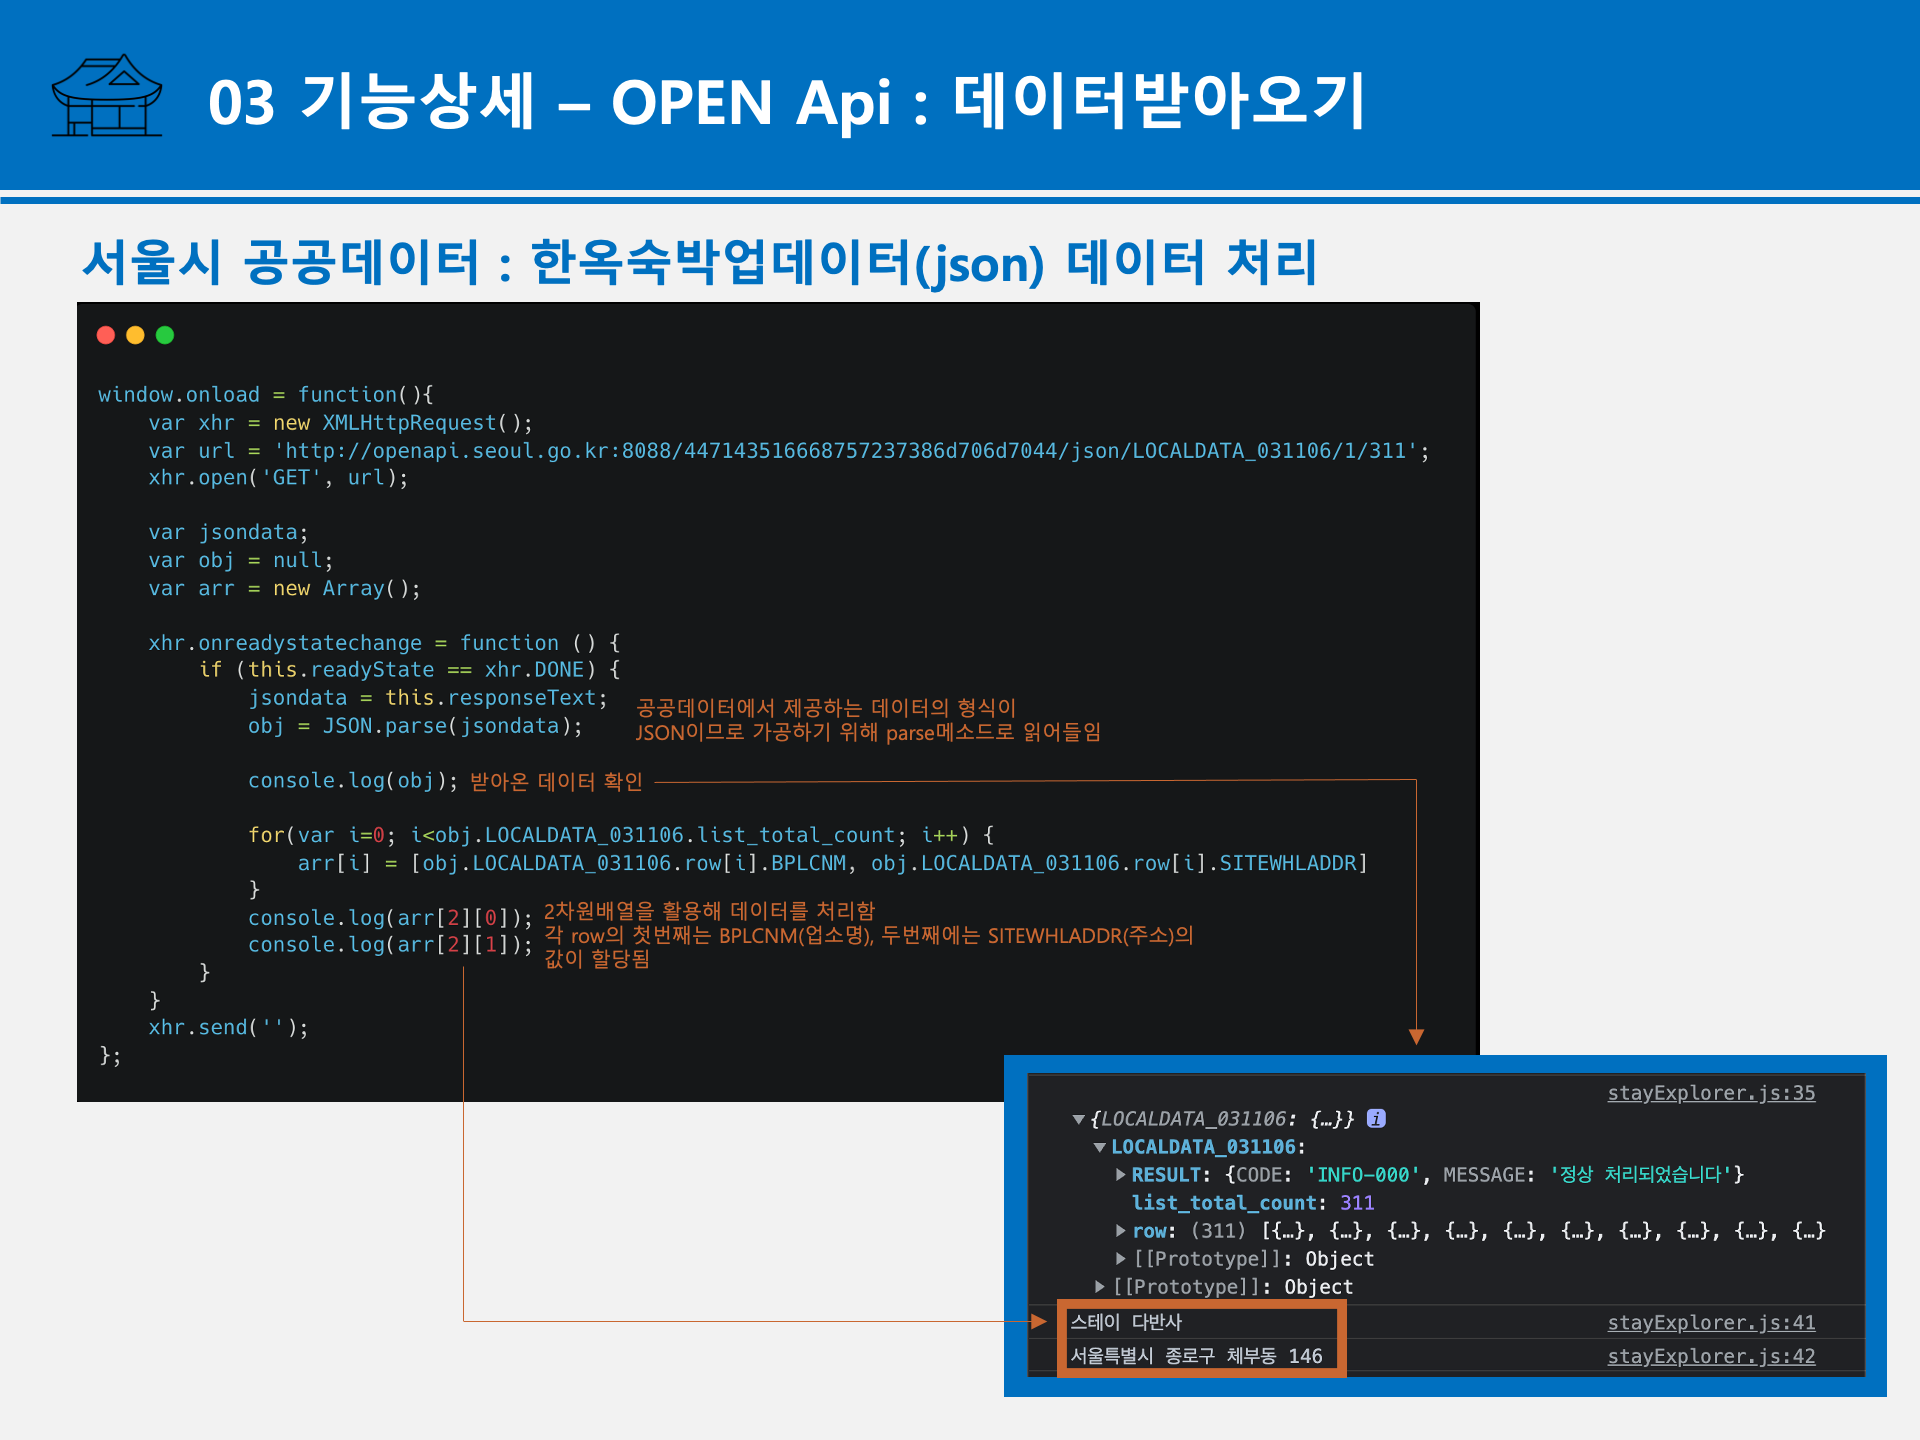 03 기능상세 – OPEN Api : 데이터받아오기
서울시 공공데이터 : 한옥숙박업데이터(json) 데이터 처리
window.onload = function(){
var xhr = new XMLHttpRequest();
var url = 'http://openapi.seoul.go.kr:8088/447143516668757237386d706d7044/json/LOCALDATA_031106/1/311';
xhr.open('GET', url);
var jsondata;
var obj = null;
var arr = new Array();
xhr.onreadystatechange = function () {
if (this.readyState == xhr.DONE) {
jsondata = this.responseText;
obj = JSON.parse(jsondata);
공공데이터에서 제공하는 데이터의 형식이
JSON이므로 가공하기 위해 parse메소드로 읽어들임
console.log(obj); 받아온 데이터 확인
for(var i=0; i<obj.LOCALDATA_031106.list_total_count; i++) {
arr[i] = [obj.LOCALDATA_031106.row[i].BPLCNM, obj.LOCALDATA_031106.row[i].SITEWHLADDR]
}
console.log(arr[2][0]);
console.log(arr[2][1]);
2차원배열을 활용해 데이터를 처리함
각 row의 첫번째는 BPLCNM(업소명), 두번째에는 SITEWHLADDR(주소)의
값이 할당됨
}
}
xhr.send('');
};
stayExplorer.js:35
{LOCALDATA_031106: {…}} i
LOCALDATA_031106:
RESULT: {CODE: 'INFO-000', MESSAGE: '정상 처리되었습니다'}
list_total_count: 311
row: (311) [{…}, {…}, {…}, {…}, {…}, {…}, {…}, {…}, {…}, {…}
[[Prototype]]: Object
[[Prototype]]: Object
스테이 다반사 stayExplorer.js:41
서울특별시 종로구 체부동 146 stayExplorer.js:42